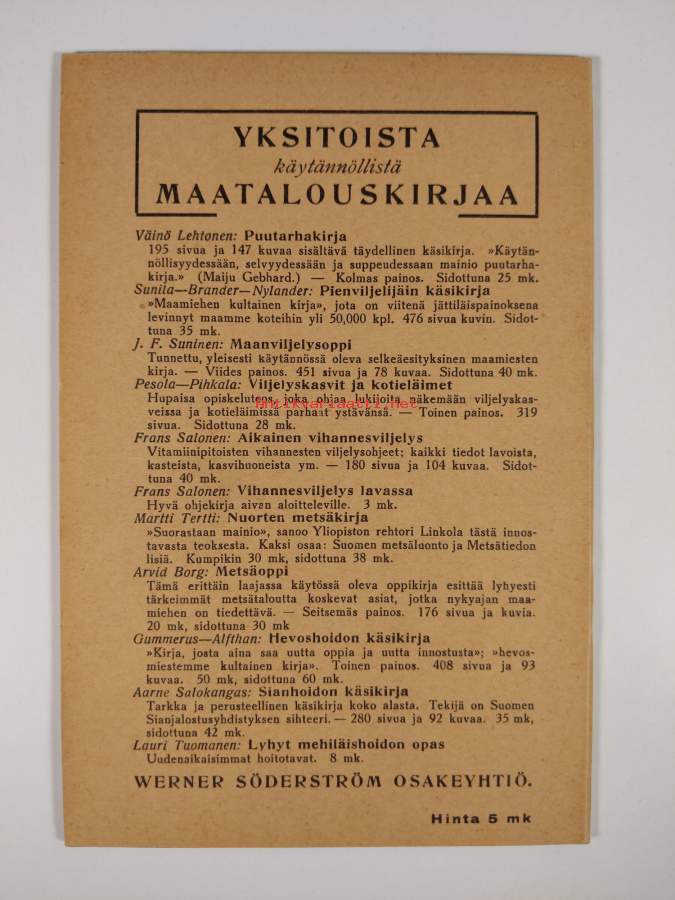 YKSITOISTA
käytännöllistä
MAATALOUSKIRJAA
Väinö Lehtonen: Puutarhakirja
195 sivua ja 147 kuvaa sisältävä täydellinen käsikirja. »Käytän-
nöllisyydessään, selvyydessään ja suppeudessaan mainio puutarha-
kirja.» (Maiju Gebhard.) — Kolmas painos. Sidottuna 25 mk.
Sunila—Brander—Nylander: Pienviljelijäin käsikirja
»Maamiehen kultainen kirja», jota on viitenä jättiläispainoksena
levinnyt maamme koteihin yli 50,000 kpl. 476 sivua kuvin. Sidot-
tuna 35 mk.
J. F. Suninen: Maanviljelysoppi
Tunnettu, yleisesti käytännössä oleva selkeäesityksinen maamiesten
kirja. — Viides painos. 451 sivua ja 78 kuvaa. Sidottuna 40 mk.
Pesola—Pihkala: Viljelyskasvit ja kotieläimet
Hupaisa opiskeluteos, joka ohjaa lukijoita näkemään viljelyskas-
veissa ja kotieläimissä parhaat ystävänsä. — Toinen painos. 319
sivua. Sidottuna 28 mk.
Antikvariaatti.net
Frans Salonen: Aikainen vihannesviljelys
Vitamiinipitoisten vihannesten viljelysohjeet; kaikki tiedot lavoista,
kasteista, kasvihuoneista ym. — 180 sivua ja 104 kuvaa. Sidot-
tuna 40 mk.
Frans Salonen: Vihannesviljelys lavassa
Hyvä ohjekirja aivan aloitteleville. 3 mk.
Martti Tertti: Nuorten metsäkirja
»Suorastaan mainio», sanoo Yliopiston rehtori Linkola tästä innos-
tavasta teoksesta. Kaksi osaa: Suomen metsäluonto ja Metsätiedon
lisiä. Kumpikin 30 mk, sidottuna 38 mk.
Arvid Borg: Metsäoppi
Tämä erittäin laajassa käytössä oleva oppikirja esittää lyhyesti
tärkeimmät metsätaloutta koskevat asiat, jotka nykyajan maa-
miehen on tiedettävä. — Seitsemäs painos. 176 sivua ja kuvia.
20 mk, sidottuna 30 mk
Gummerus—Alfthan: Hevoshoidon käsikirja
»Kirja, josta aina saa uutta oppia ja uutta innostusta»; »hevos-
miestemme kultainen kirja». Toinen painos. 408 sivua ja 93
kuvaa. 50 mk, sidottuna 60 mk.
Aarne Salokangas: Sianhoidon käsikirja
Tarkka ja perusteellinen käsikirja koko alasta. Tekijä on Suomen
Sianjalostusyhdistyksen sihteeri. — 280 sivua ja 92 kuvaa. 35 mk,
sidottuna 42 mk.
Lauri Tuomanen: Lyhyt mehiläishoidon opas
Uudenaikaisimmat hoitotavat. 8 mk.
WERNER SÖDERSTRÖM OSAKEYHTIÖ.
Hinta 5 mk